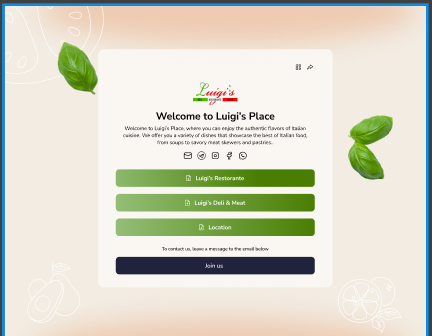 Luigi's
Welcome to Luigi's Place
Welcome to Luigi's Place, where you can enjoy the authentic flavors of Italian
cuisine. We offer you a variety of dishes that showcase the best of Italian food,
from soups to savory meat skewers and pastries..
Luigi's Restorante
Luigi's Deli & Meat
Location
To contact us, leave a message to the email below
Join us